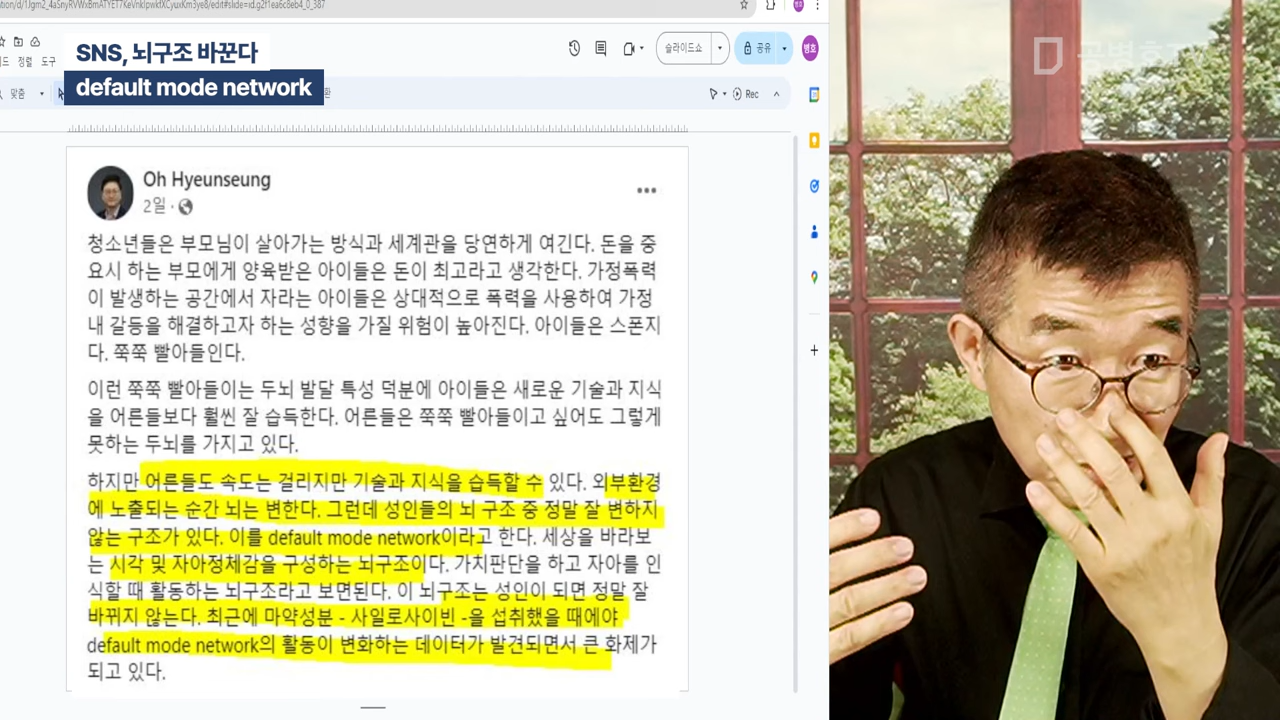 ation/d/1Jgm2_4aSnyRVWxBmATYET7KeVnklpwkfXCyuxKm3ye8/edit#slide=id.g2f1ea6c8eb4_0_387
SNS, 뇌구조 바꾼다
default mode network
정렬 도구
슬라이드쇼
공유
범호
맞춤
Rec
Oh Hyeunseung
2일
청소년들은 부모님이 살아가는 방식과 세계관을 당연하게 여긴다. 돈을 중
요시 하는 부모에게 양육받은 아이들은 돈이 최고라고 생각한다. 가정폭력
이 발생하는 공간에서 자라는 아이들은 상대적으로 폭력을 사용하여 가정
내 갈등을 해결하고자 하는 성향을 가질 위험이 높아진다. 아이들은 스폰지
다. 쭉쭉 빨아들인다.
이런 쭉쭉 빨아들이는 두뇌 발달 특성 덕분에 아이들은 새로운 기술과 지식
을 어른들보다 훨씬 잘 습득한다. 어른들은 쭉쭉 빨아들이고 싶어도 그렇게
못하는 두뇌를 가지고 있다.
하지만 어른들도 속도는 걸리지만 기술과 지식을 습득할 수 있다. 외부환경
에 노출되는 순간 뇌는 변한다. 그런데 성인들의 뇌 구조 중 정말 잘 변하지
않는 구조가 있다. 이를 default mode network이라고 한다. 세상을 바라보
는 시각 및 자아정체감을 구성하는 뇌구조이다. 가치판단을 하고 자아를 인
식할 때 활동하는 뇌구조라고 보면된다. 이 뇌구조는 성인이 되면 정말 잘
바뀌지 않는다. 최근에 마약성분 - 사일로사이빈 -을 섭취했을 때에야
default mode network의 활동이 변화하는 데이터가 발견되면서 큰 화제가
되고 있다.